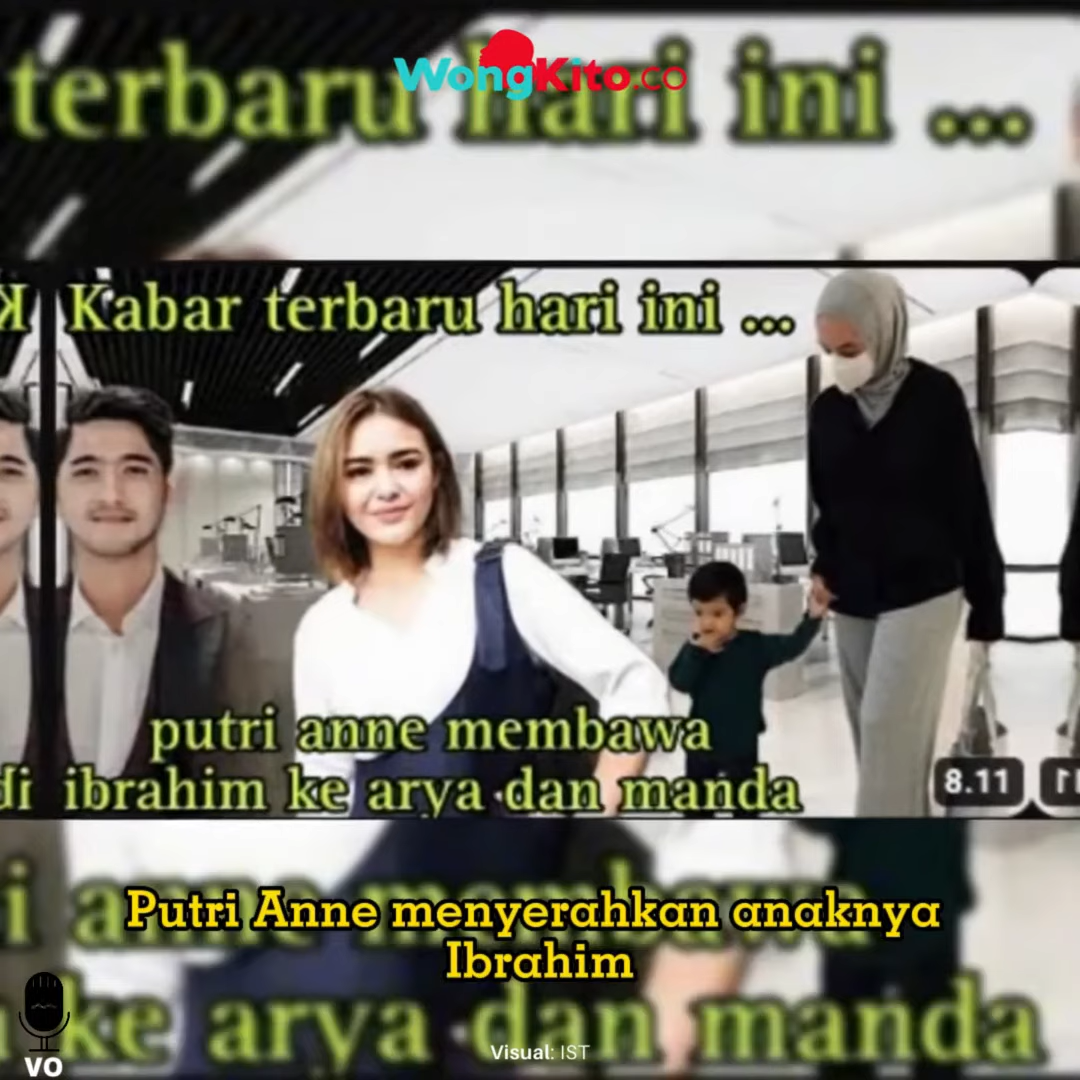 WongKito.co
terbaru hari ini ...
K Kabar terbaru hari ini ...
putri anne membawa
di ibrahim ke arya dan manda
8.11
Putri Anne menyerahkan anaknya
Ibrahim
ke arya dan manda
Visual: IST
VO